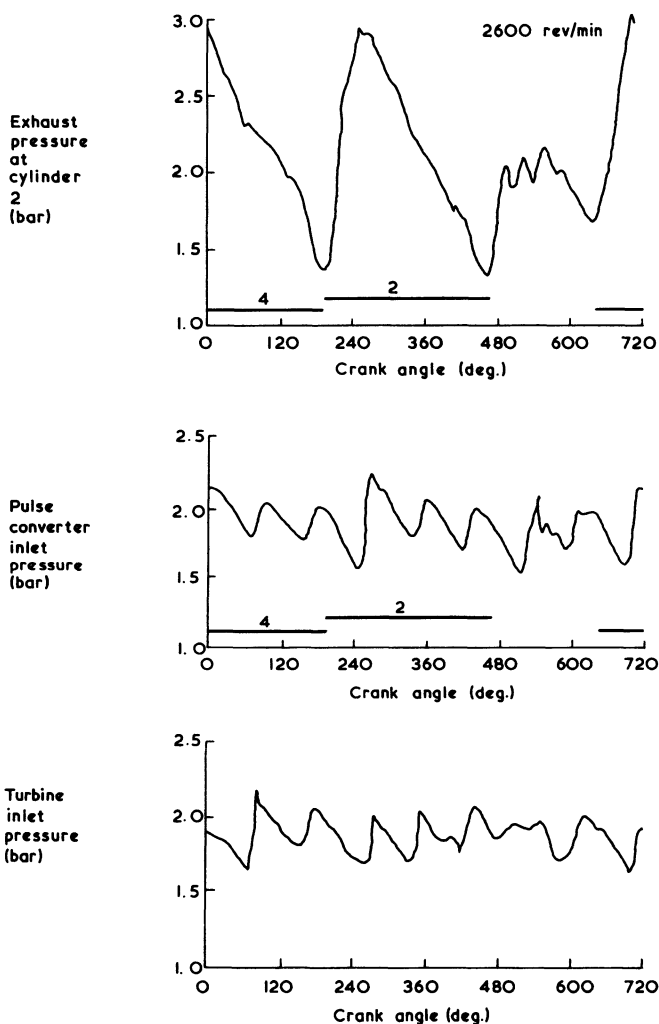 2600 rev/min
Exhaust
pressure
at
cylinder
2
(bar)
3.0
2.5
2.0
1.5
1.0
4
2
0 120 240 360 480 600 720
Crank angle (deg.)
Pulse
converter
inlet
pressure
(bar)
2.5
2.0
1.5
1.0
4
2
0 120 240 360 480 600 720
Crank angle (deg.)
Turbine
inlet
pressure
(bar)
2.5
2.0
1.5
1.0
0 120 240 360 480 600 720
Crank angle (deg.)